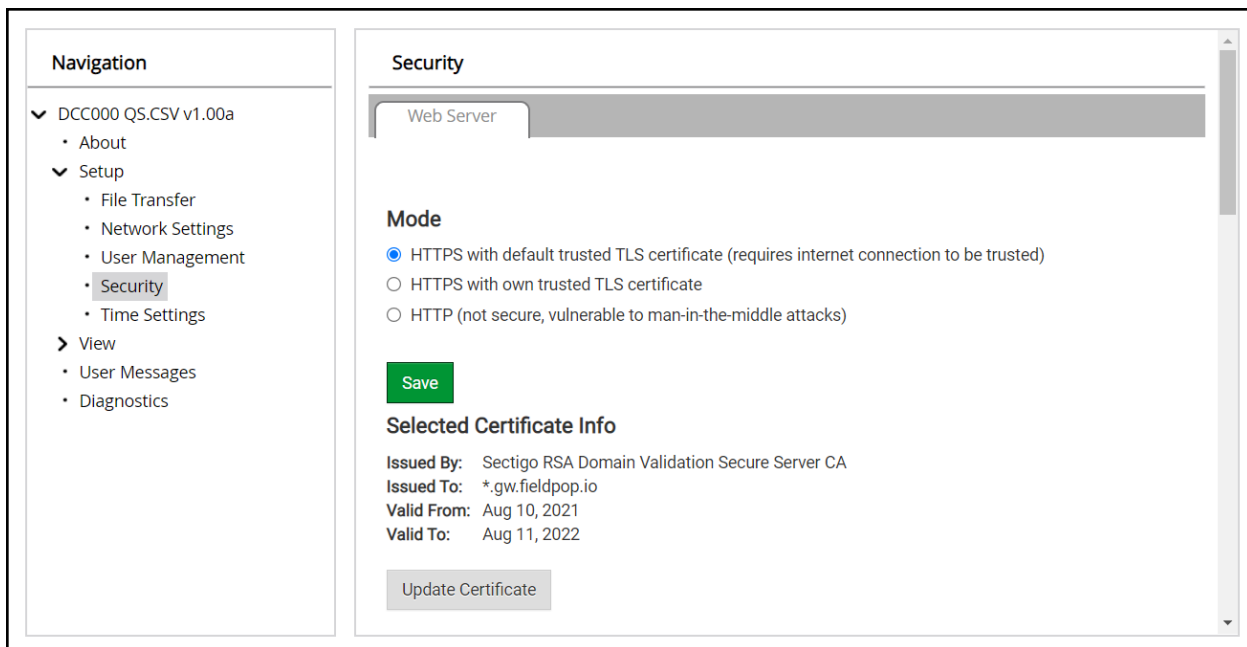 Navigation
DCC000 QS.CSV v1.00a
About
Setup
File Transfer
Network Settings
User Management
Security
Time Settings
View
User Messages
Diagnostics
Security
Web Server
Mode
HTTPS with default trusted TLS certificate (requires internet connection to be trusted)
HTTPS with own trusted TLS certificate
HTTP (not secure, vulnerable to man-in-the-middle attacks)
Save
Selected Certificate Info
Issued By: Sectigo RSA Domain Validation Secure Server CA
Issued To: *.gw.fieldpop.io
Valid From: Aug 10, 2021
Valid To: Aug 11, 2022
Update Certificate